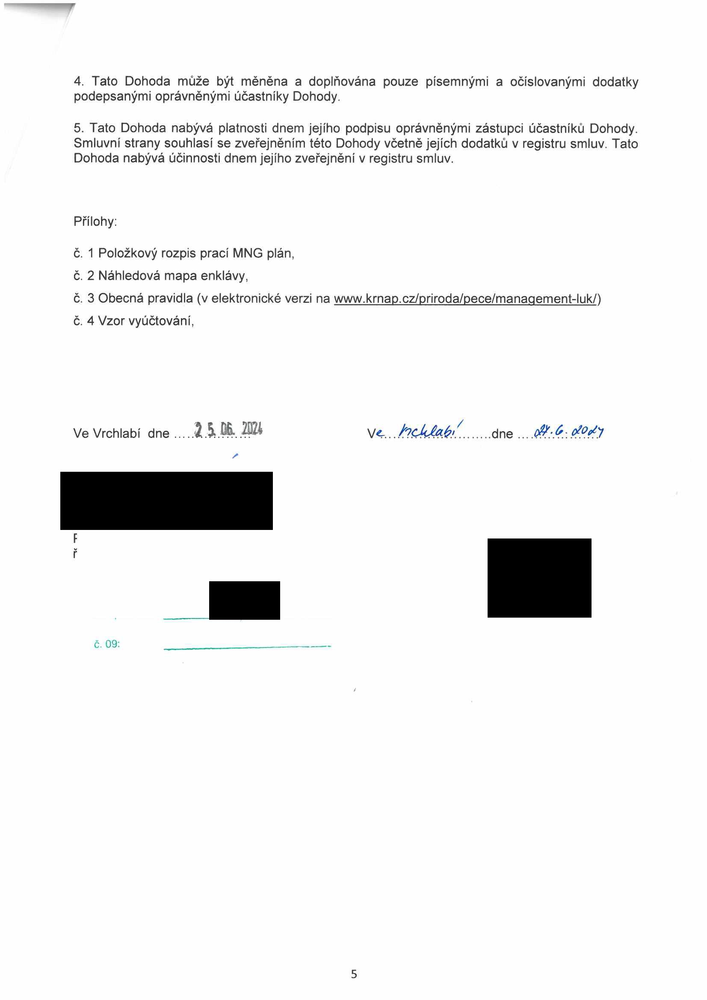 4. Tato Dohoda může být měněna a doplňována pouze písemnými a očíslovanými dodatky
podepsanými oprávněnými účastníky Dohody.
5. Tato Dohoda nabývá platnosti dnem jejího podpisu oprávněnými zástupci účastníků Dohody.
Smluvní strany souhlasí se zveřejněním této Dohody včetně jejích dodatků v registru smluv. Tato
Dohoda nabývá účinnosti dnem jejího zveřejnění v registru smluv.
Přílohy:
č. 1 Položkový rozpis prací MNG plán,
č. 2 Náhledová mapa enklávy,
č. 3 Obecná pravidla (v elektronické verzi na www.krnap.cz/priroda/pece/management-luk/)
č. 4 Vzor vyúčtování,
Ve Vrchlabí dne ..... 25. 06. 2024
Ve Vrchlabí ........ dne .... 6. 2024
ř
č. 09:
5